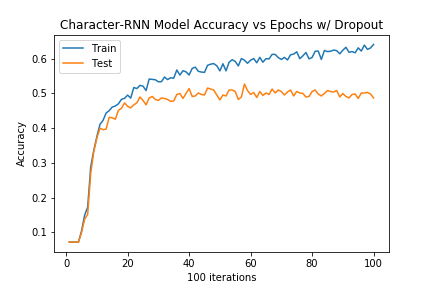 Character-RNN Model Accuracy vs Epochs w/ Dropout
Train
Test
Accuracy
0.6
0.5
0.4
0.3
0.2
0.1
0 20 40 60 80 100
100 iterations